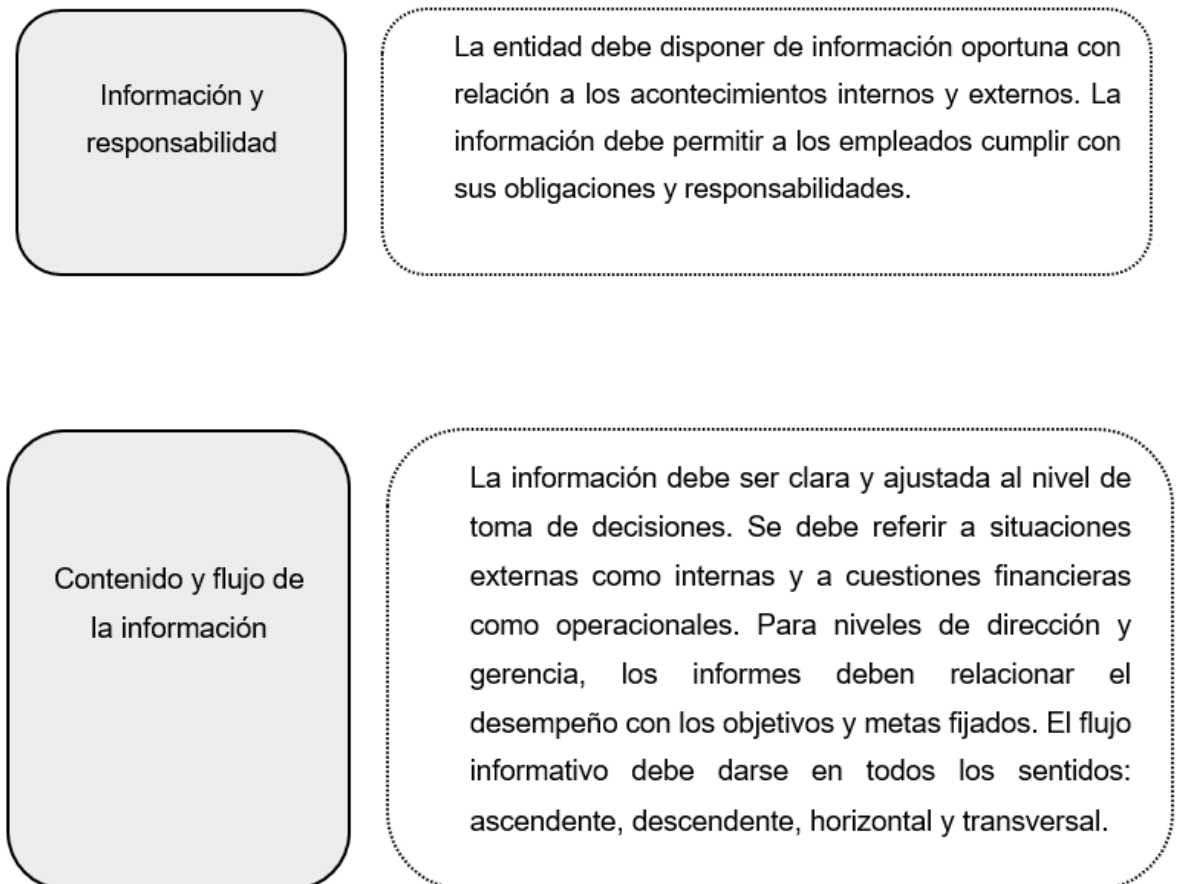 Información y
responsabilidad
La entidad debe disponer de información oportuna con
relación a los acontecimientos internos y externos. La
información debe permitir a los empleados cumplir con
sus obligaciones y responsabilidades.
Contenido y flujo de
la información
La información debe ser clara y ajustada al nivel de
toma de decisiones. Se debe referir a situaciones
externas como internas y a cuestiones financieras
como operacionales. Para niveles de dirección y
gerencia, los informes deben relacionar el
desempeño con los objetivos y metas fijados. El flujo
informativo debe darse en todos los sentidos:
ascendente, descendente, horizontal y transversal.